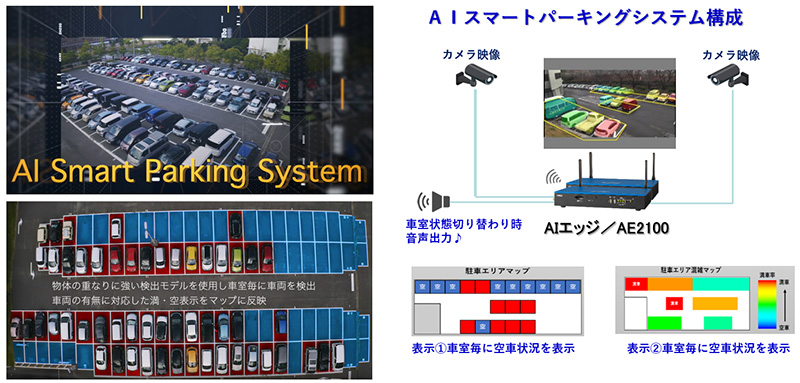 AI Smart Parking System
物体の重なりに強い検出モデルを使用し車室毎に車両を検出
車両の有無に対応した満・空表示をマップに反映
AIスマートパーキングシステム構成
カメラ映像
カメラ映像
車室状態切り替わり時
音声出力♪
AIエッジ/AE2100
駐車エリアマップ
空 空 空 空 空 空 空 空 空
空
表示①車室毎に空車状況を表示
駐車エリア混雑マップ
満車
満車
満車率
満車
空車
表示②車室毎に空車状況を表示